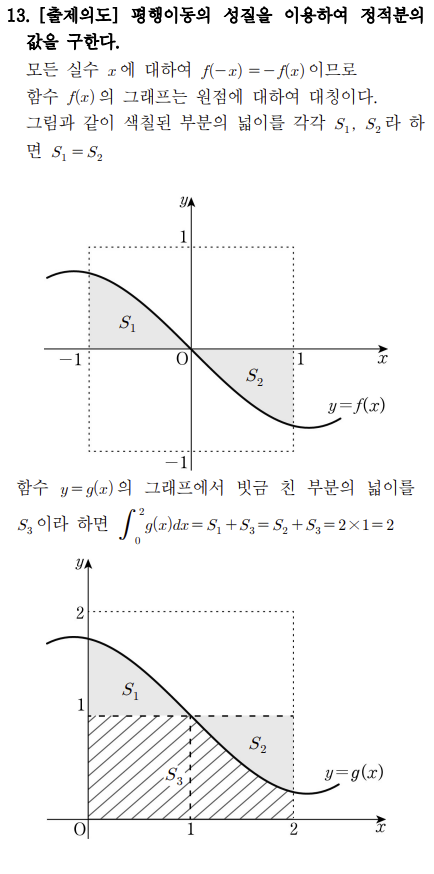 13. [출제의도] 평행이동의 성질을 이용하여 정적분의
값을 구한다.
모든 실수 x에 대하여 f(−x)=−f(x)이므로
함수 f(x)의 그래프는 원점에 대하여 대칭이다.
그림과 같이 색칠된 부분의 넓이를 각각 S₁, S₂라 하
면 S₁=S₂
y
1
S₁
−1 O 1 x
S₂
y=f(x)
−1
함수 y=g(x)의 그래프에서 빗금 친 부분의 넓이를
S₃이라 하면 ∫₀² g(x)dx=S₁+S₃=S₂+S₃=2×1=2
y
2
S₁
1
S₂
S₃ y=g(x)
O 1 2 x